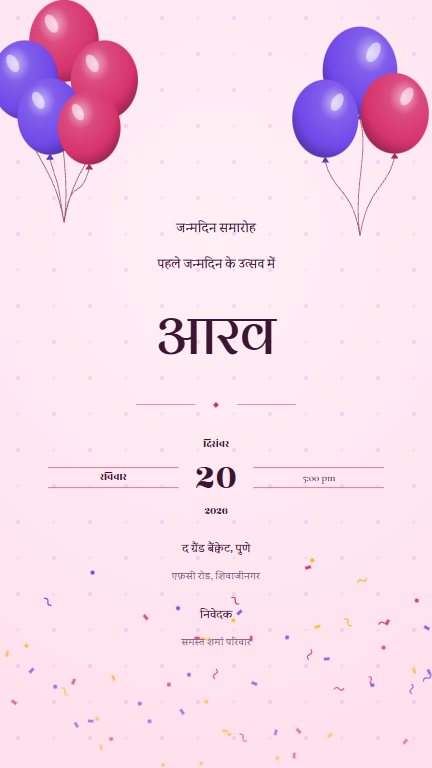 जन्मदिन समारोह
पहले जन्मदिन के उत्सव में
आरव
दिसंबर
रविवार 20 5:00 pm
2026
द ग्रैंड बैंक्वेट, पुणे
एफ़सी रोड, शिवाजीनगर
निवेदक
समस्त शर्मा परिवार